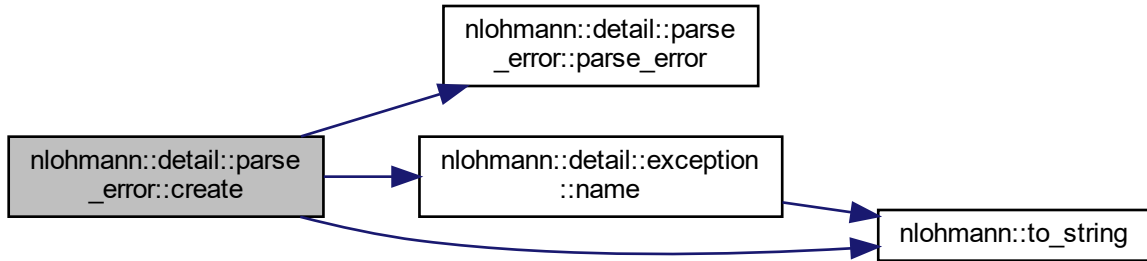 nlohmann::detail::parse
_error::parse_error
nlohmann::detail::parse
_error::create
nlohmann::detail::exception
::name
nlohmann::to_string